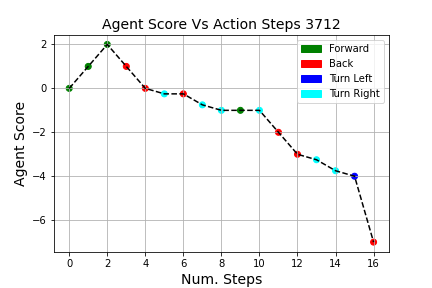 Agent Score Vs Action Steps 3712
Forward
Back
Turn Left
Turn Right
2
0
−2
−4
−6
Agent Score
0 2 4 6 8 10 12 14 16
Num. Steps